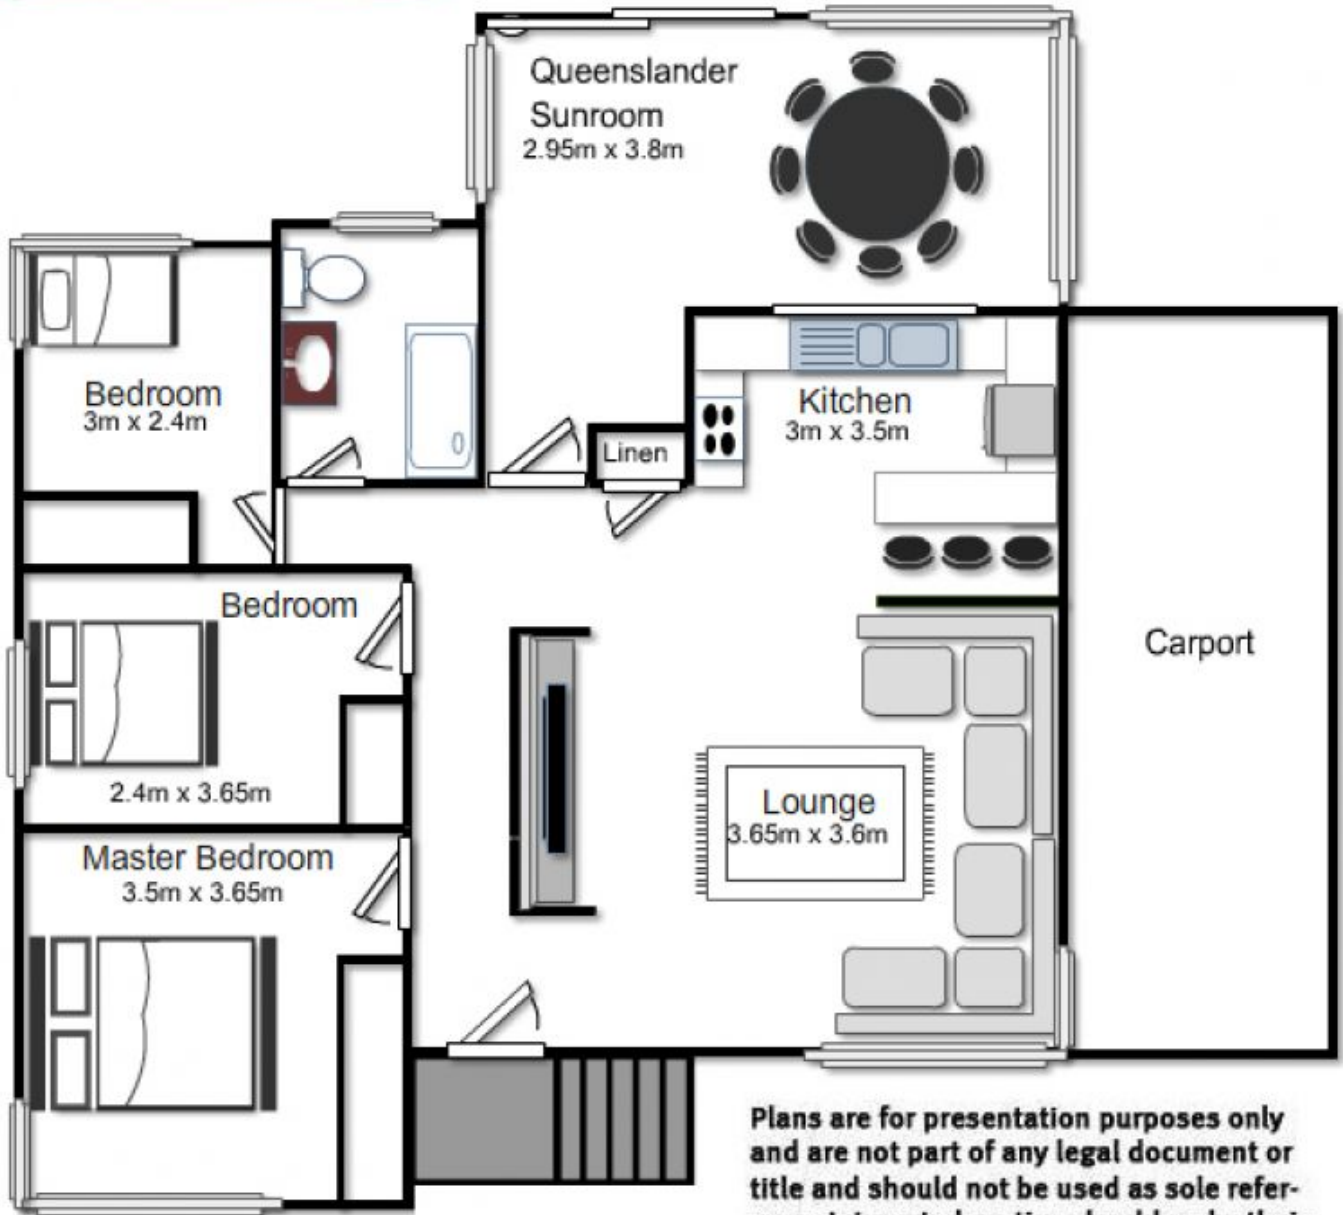 Queenslander
Sunroom
2.95m x 3.8m
Bedroom
3m x 2.4m
Linen
Kitchen
3m x 3.5m
Bedroom
2.4m x 3.65m
Carport
Lounge
3.65m x 3.6m
Master Bedroom
3.5m x 3.65m
Plans are for presentation purposes only
and are not part of any legal document or
title and should not be used as sole refer-